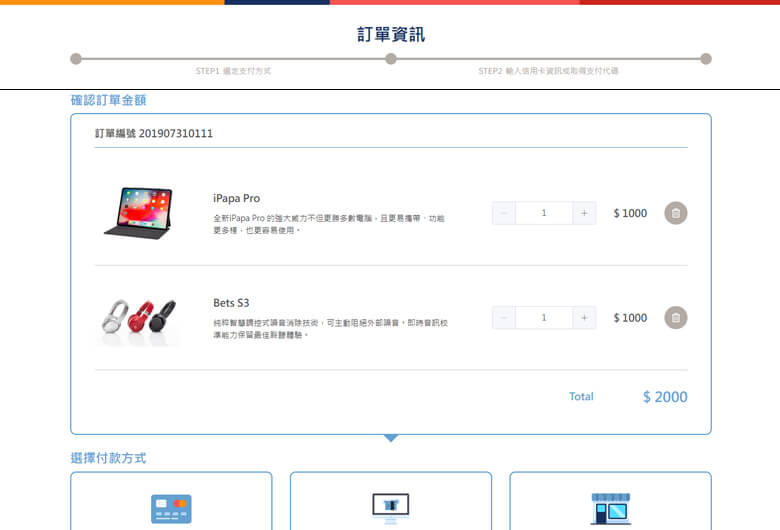 訂單資訊
STEP1 選定支付方式
STEP2 輸入信用卡資訊或取得支付代碼
確認訂單金額
訂單編號 201907310111
iPapa Pro
全新iPapa Pro 的強大威力不但更勝多數電腦，且更易攜帶、功能
更多樣，也更容易使用。
− 1 +
$ 1000
Bets S3
純粹智慧調控式噪音消除技術，可主動阻絕外部噪音。即時音訊校
準能力保留最佳聆聽體驗。
− 1 +
$ 1000
Total
$ 2000
選擇付款方式